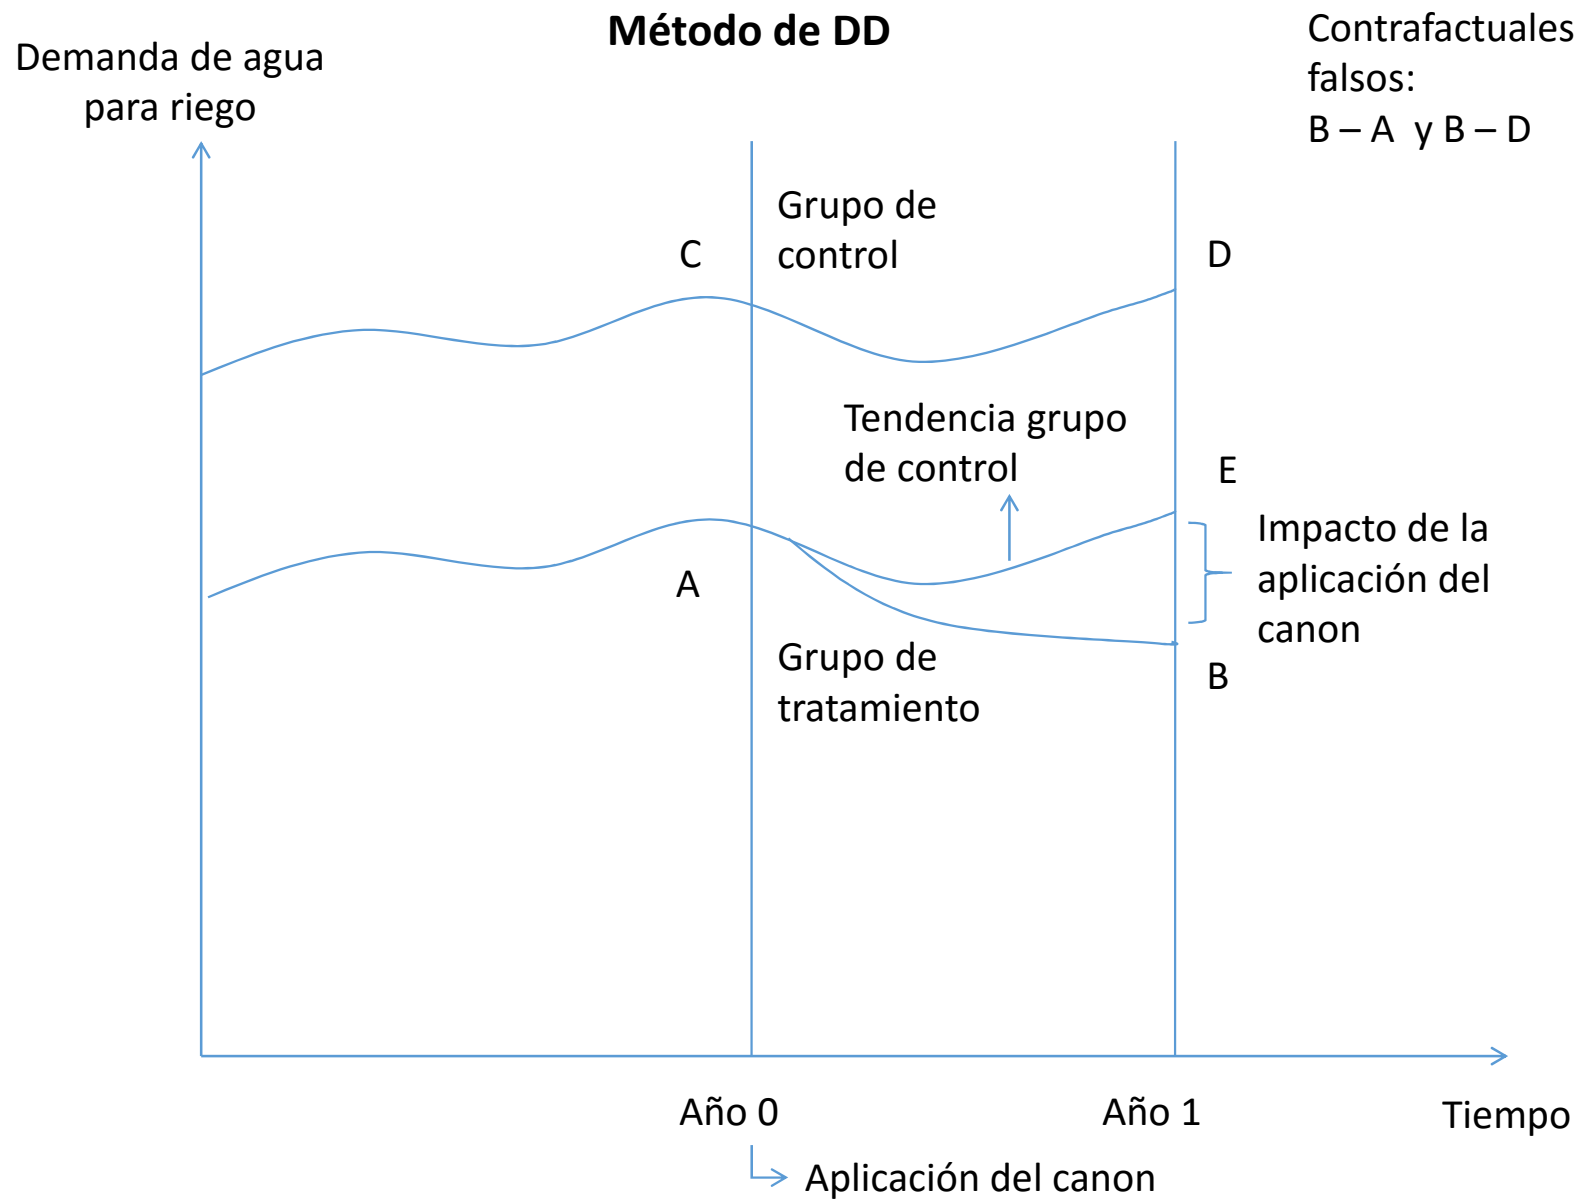 Método de DD
Demanda de agua
para riego
Contrafactuales
falsos:
B – A y B – D
Grupo de
control
C
D
Tendencia grupo
de control
E
Impacto de la
aplicación del
canon
A
Grupo de
tratamiento
B
Año 0
Año 1
Tiempo
Aplicación del canon